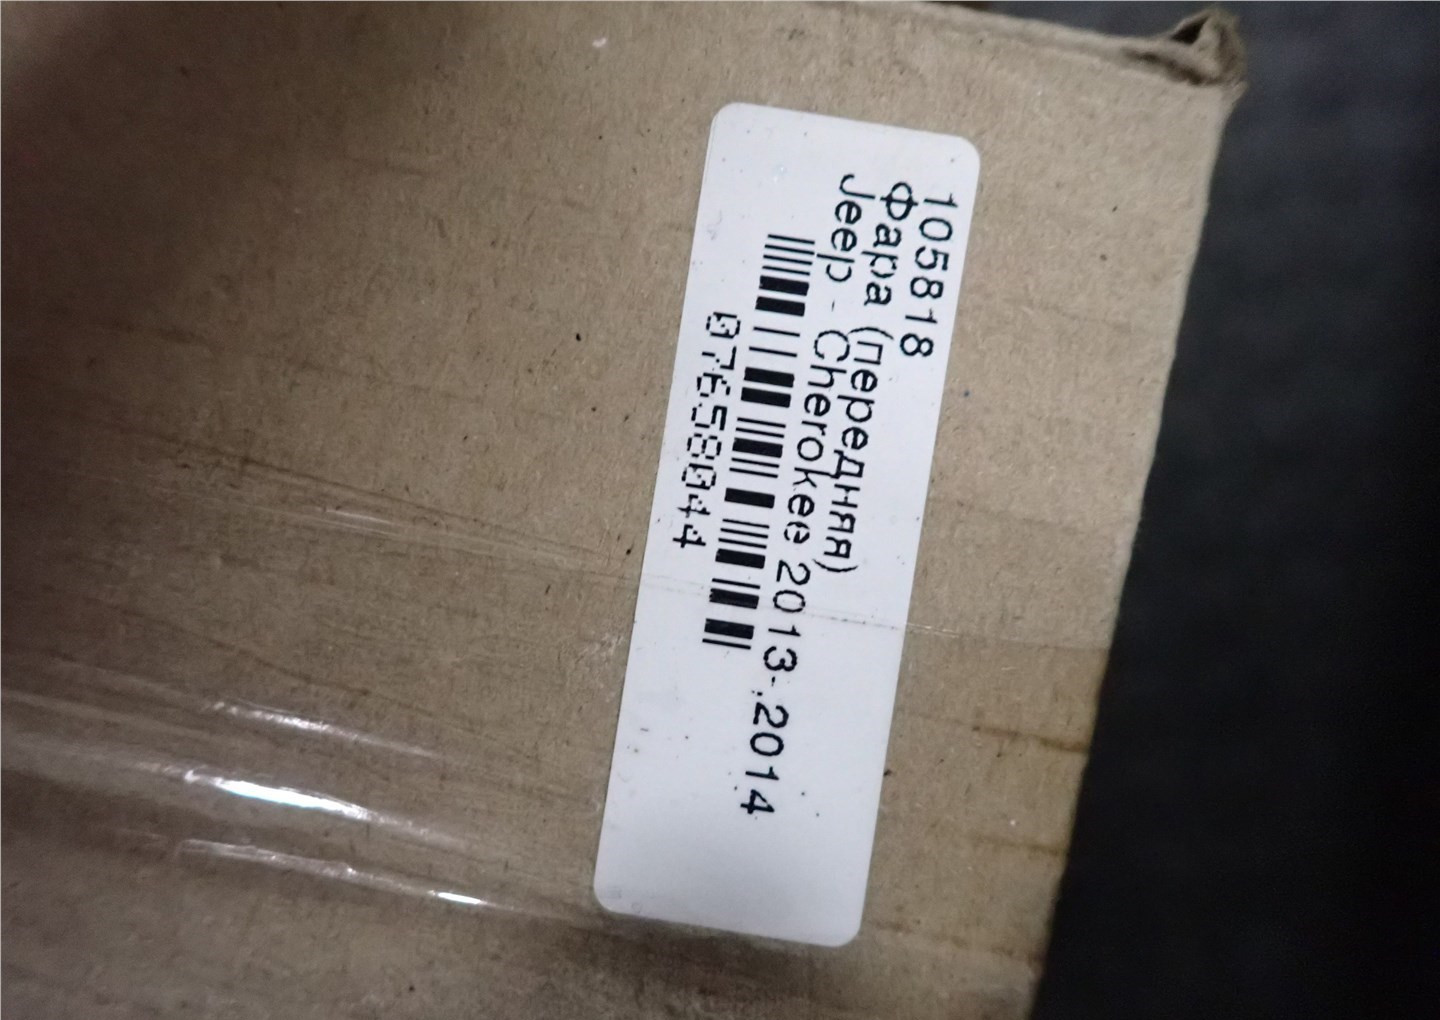 105818
Фара (передняя)
Jeep - Cherokee 2013-.2014
07658044